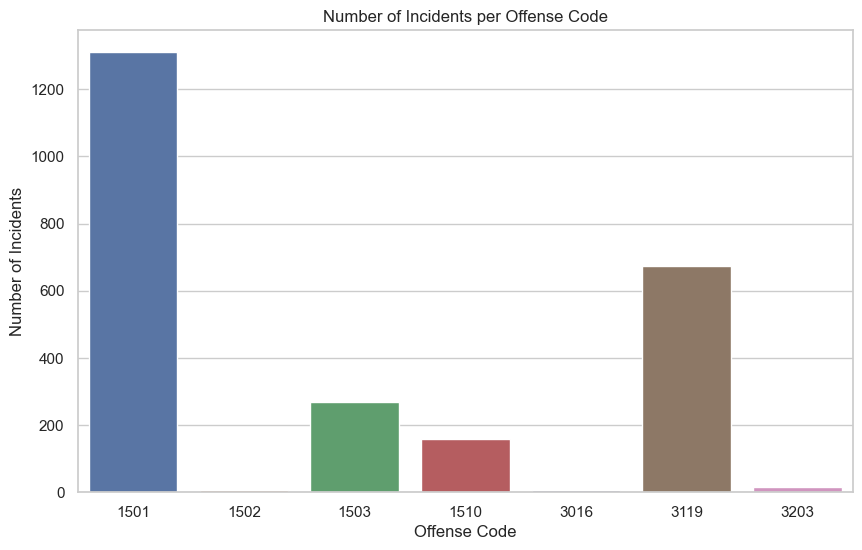 Number of Incidents per Offense Code
Number of Incidents
1200
1000
800
600
400
200
0
1501 1502 1503 1510 3016 3119 3203
Offense Code